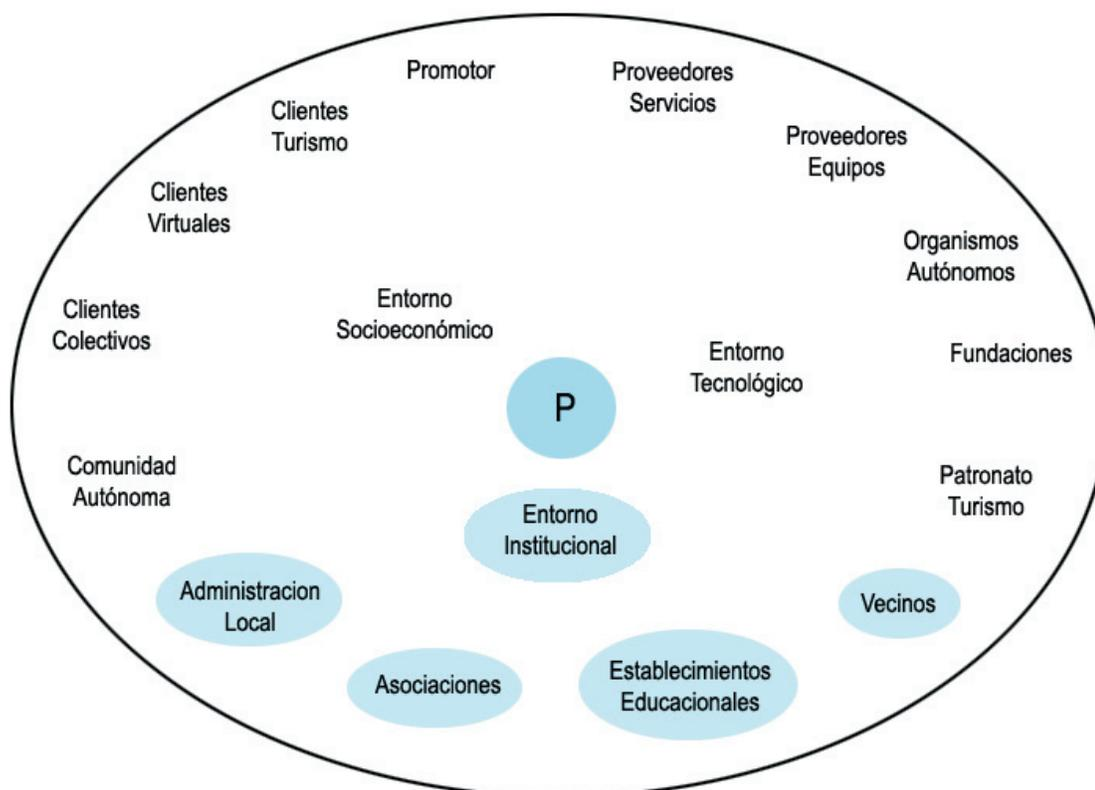 Promotor
Proveedores
Servicios
Clientes
Turismo
Proveedores
Equipos
Clientes
Virtuales
Organismos
Autónomos
Clientes
Colectivos
Entorno
Socioeconómico
Entorno
Tecnológico
Fundaciones
P
Comunidad
Autónoma
Patronato
Turismo
Entorno
Institucional
Administracion
Local
Vecinos
Asociaciones
Establecimientos
Educacionales